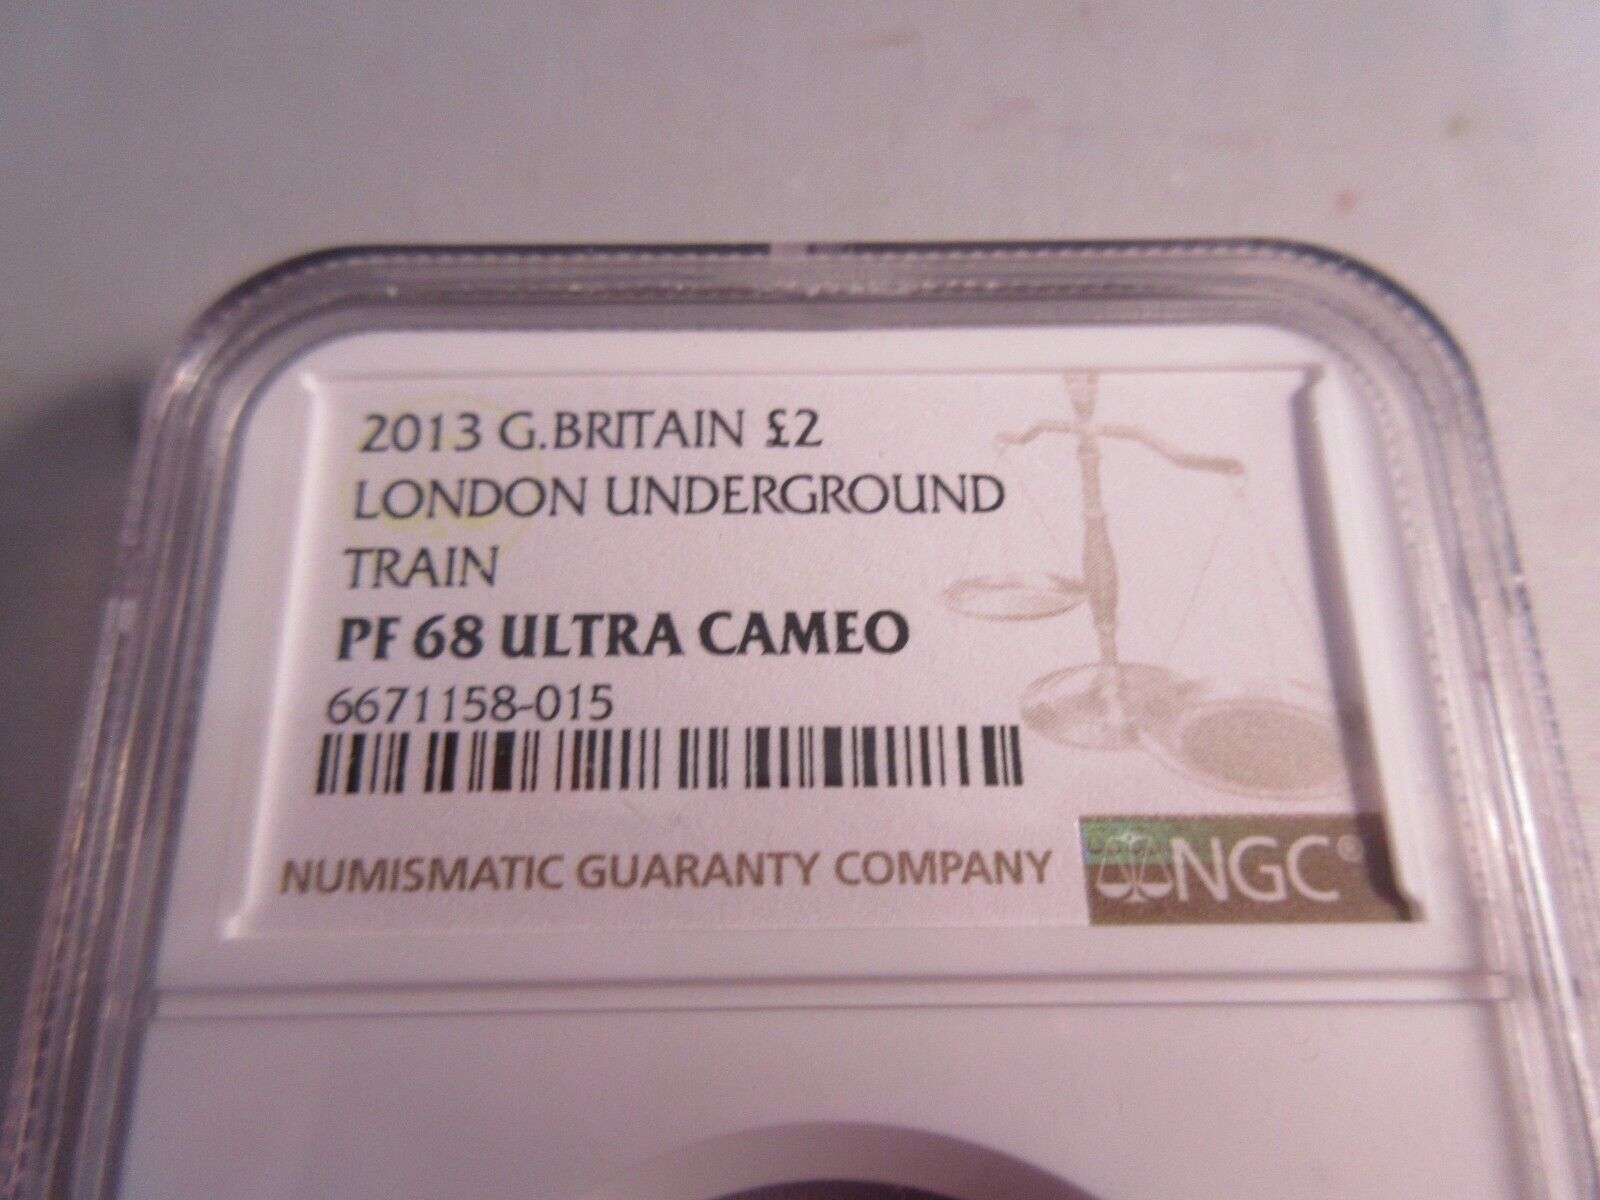 2013 G.BRITAIN £2
LONDON UNDERGROUND
TRAIN
PF 68 ULTRA CAMEO
6671158-015
NUMISMATIC GUARANTY COMPANY
NGC®